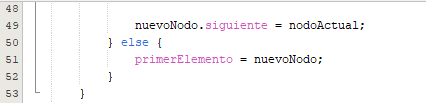 48
49 nuevoNodo.siguiente = nodoActual;
50 } else {
51 primerElemento = nuevoNodo;
52 }
53 }